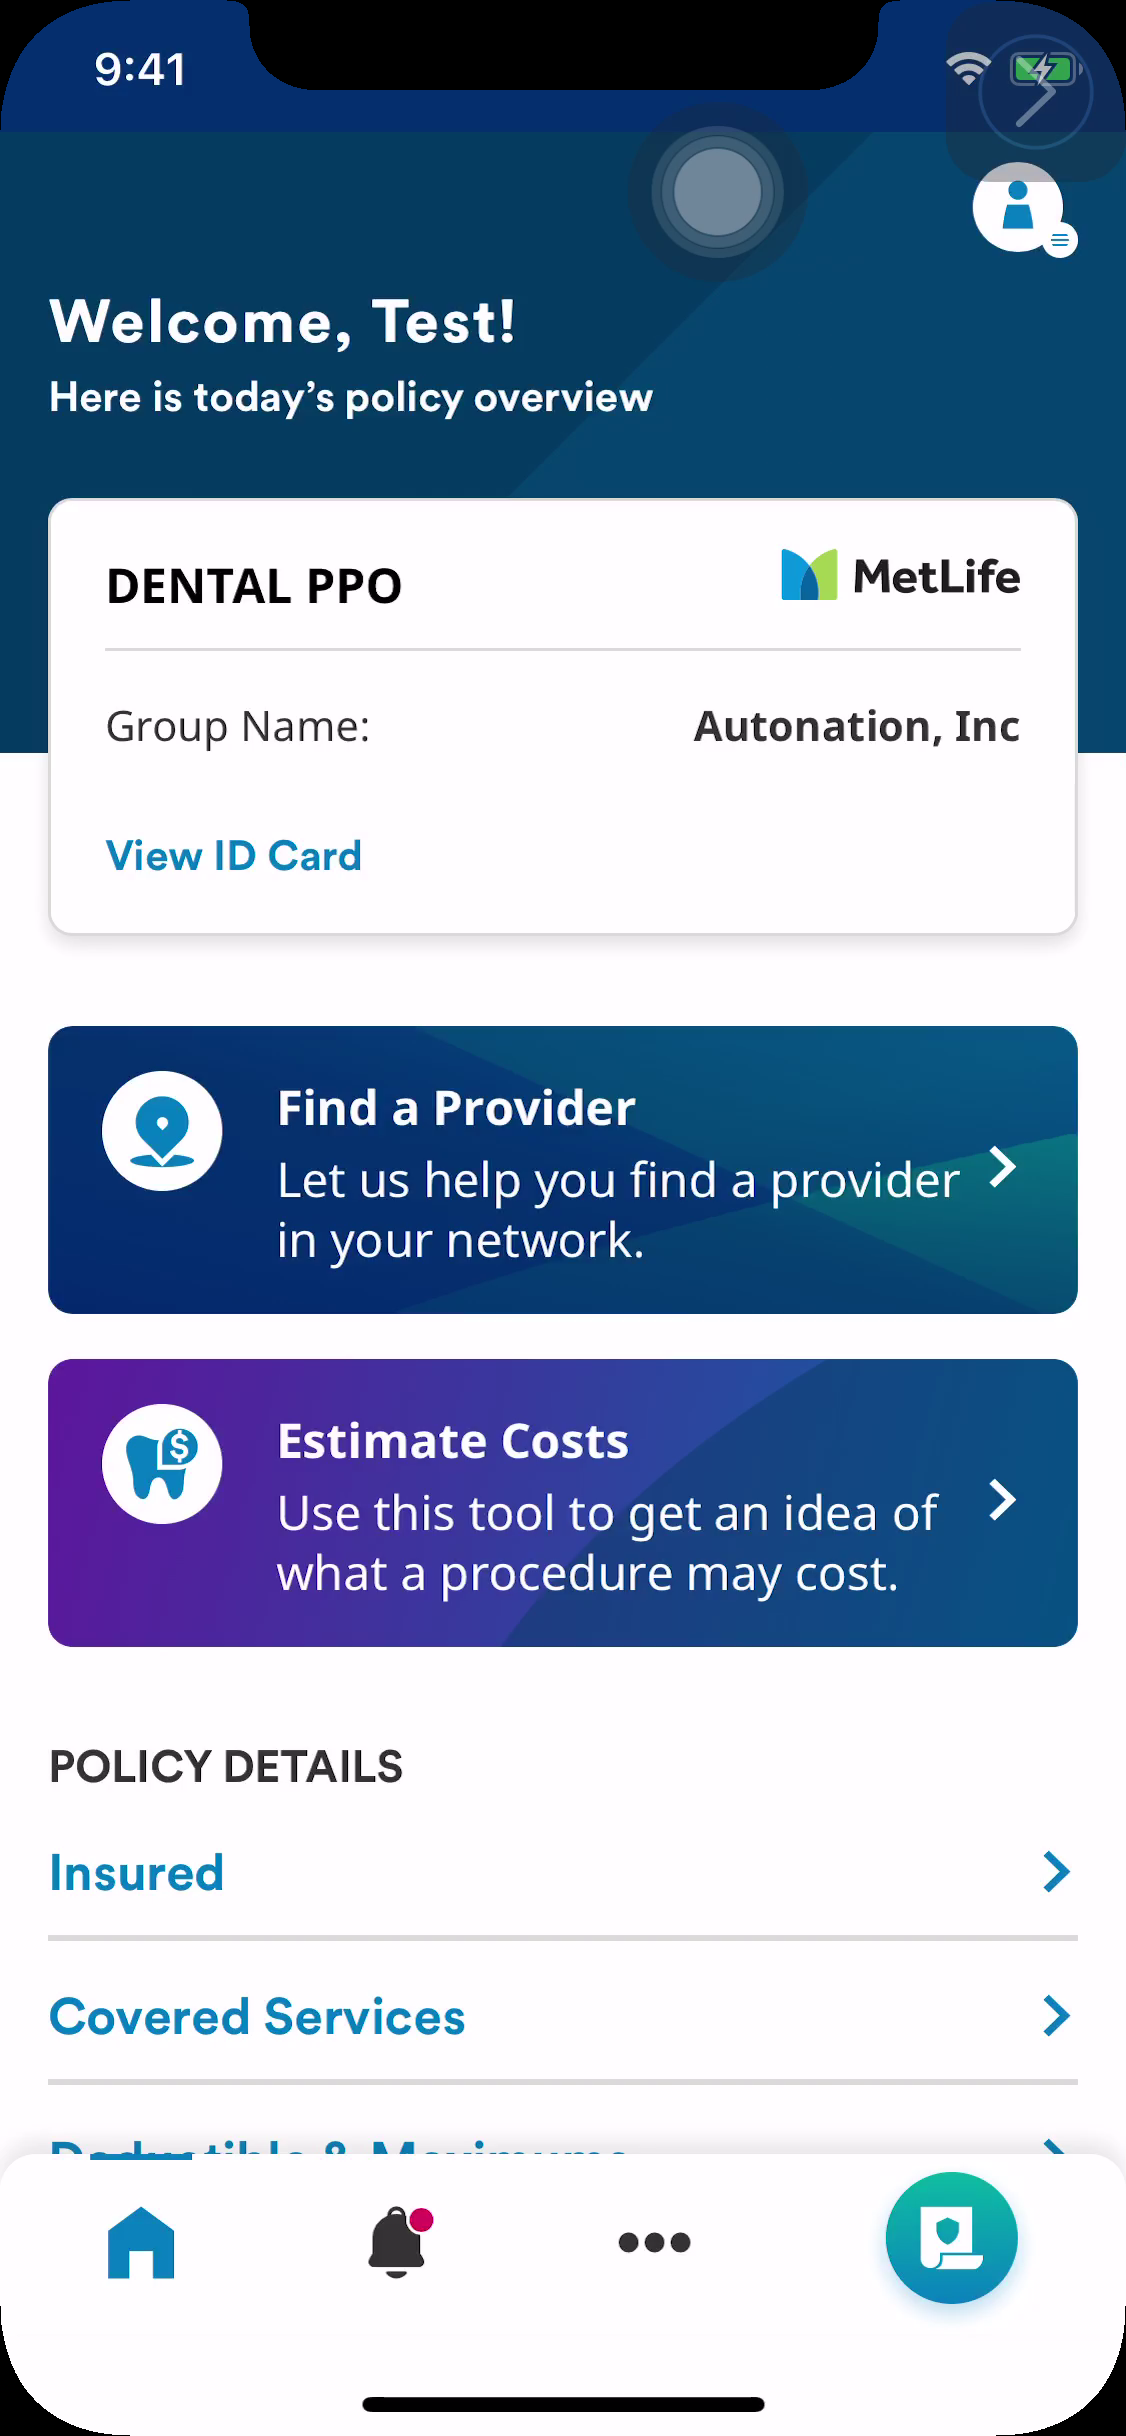 9:41
Welcome, Test!
Here is today's policy overview
DENTAL PPO
MetLife
Group Name:
Autonation, Inc
View ID Card
Find a Provider
Let us help you find a provider
in your network.
$
Estimate Costs
Use this tool to get an idea of
what a procedure may cost.
POLICY DETAILS
Insured
Covered Services
Deductible & Maximums